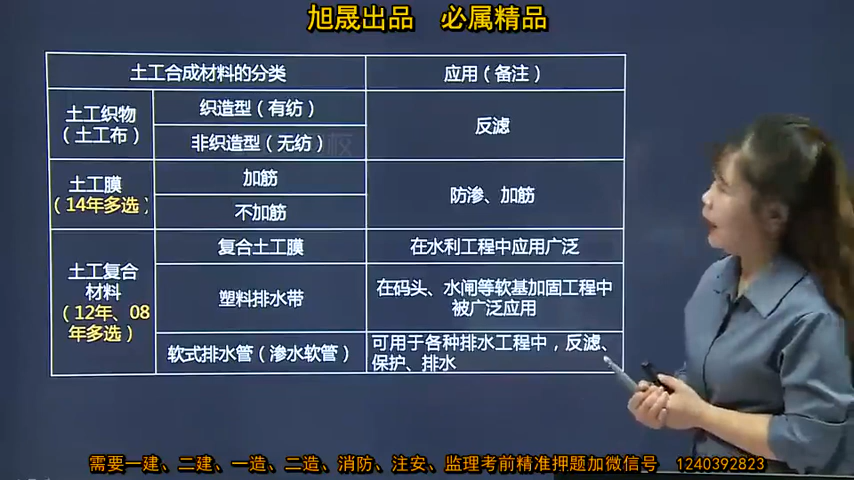 旭晟出品 必属精品
土工合成材料的分类 应用（备注）
土工织物
（土工布）
织造型（有纺）
非织造型（无纺）
反滤
土工膜
（14年多选）
加筋
不加筋
防渗、加筋
土工复合
材料
（12年、08
年多选）
复合土工膜
在水利工程中应用广泛
塑料排水带
在码头、水闸等软基加固工程中
被广泛应用
软式排水管（渗水软管）
可用于各种排水工程中，反滤、
保护、排水
需要一建、二建、一造、二造、消防、注安、监理考前精准押题加微信号 1240392823